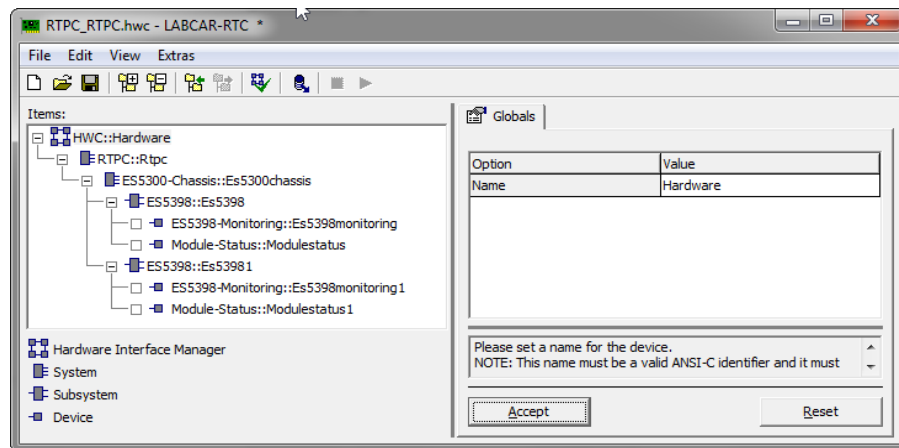 RTPC_RTPC.hwc - LABCAR-RTC *
File Edit View Extras
Items:
HWC::Hardware
RTPC::Rtpc
ES5300-Chassis::Es5300chassis
ES5398::Es5398
ES5398-Monitoring::Es5398monitoring
Module-Status::Modulestatus
ES5398::Es53981
ES5398-Monitoring::Es5398monitoring1
Module-Status::Modulestatus1
Hardware Interface Manager
System
Subsystem
Device
Globals
Option Value
Name Hardware
Please set a name for the device.
NOTE: This name must be a valid ANSI-C identifier and it must
Accept Reset